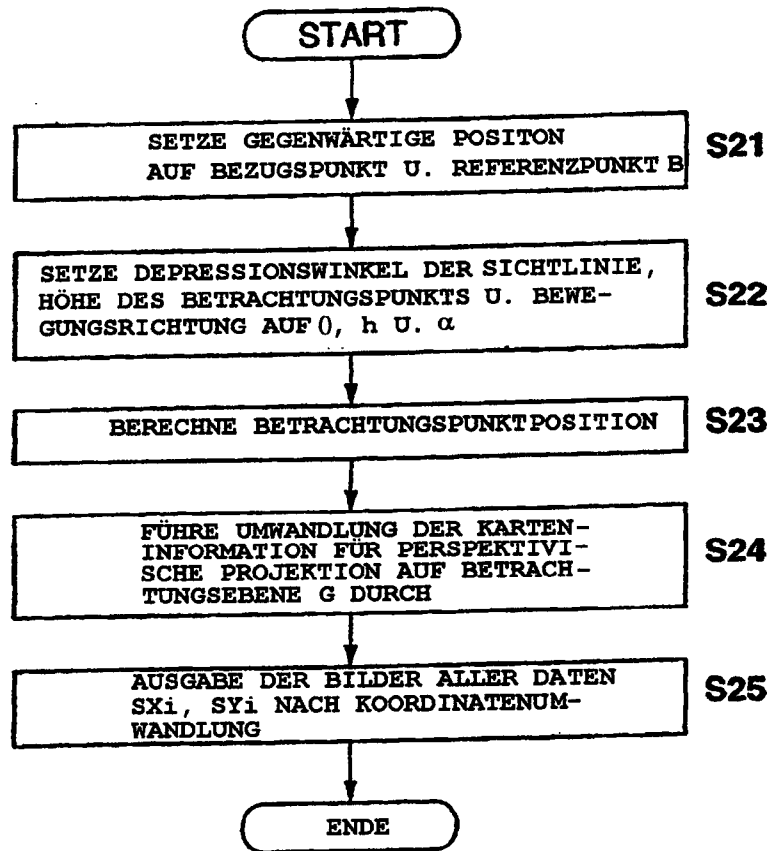 START
SETZE GEGENWÄRTIGE POSITON
AUF BEZUGSPUNKT U. REFERENZPUNKT B
S21
SETZE DEPRESSIONSWINKEL DER SICHTLINIE,
HÖHE DES BETRACHTUNGSPUNKTS U. BEWE-
GUNGSRICHTUNG AUF (), h U. α
S22
BERECHNE BETRACHTUNGSPUNKTPOSITION
S23
FÜHRE UMWANDLUNG DER KARTEN-
INFORMATION FÜR PERSPEKTIVI-
SCHE PROJEKTION AUF BETRACH-
TUNGSEBENE G DURCH
S24
AUSGABE DER BILDER ALLER DATEN
SXi, SYi NACH KOORDINATENUM-
WANDLUNG
S25
ENDE